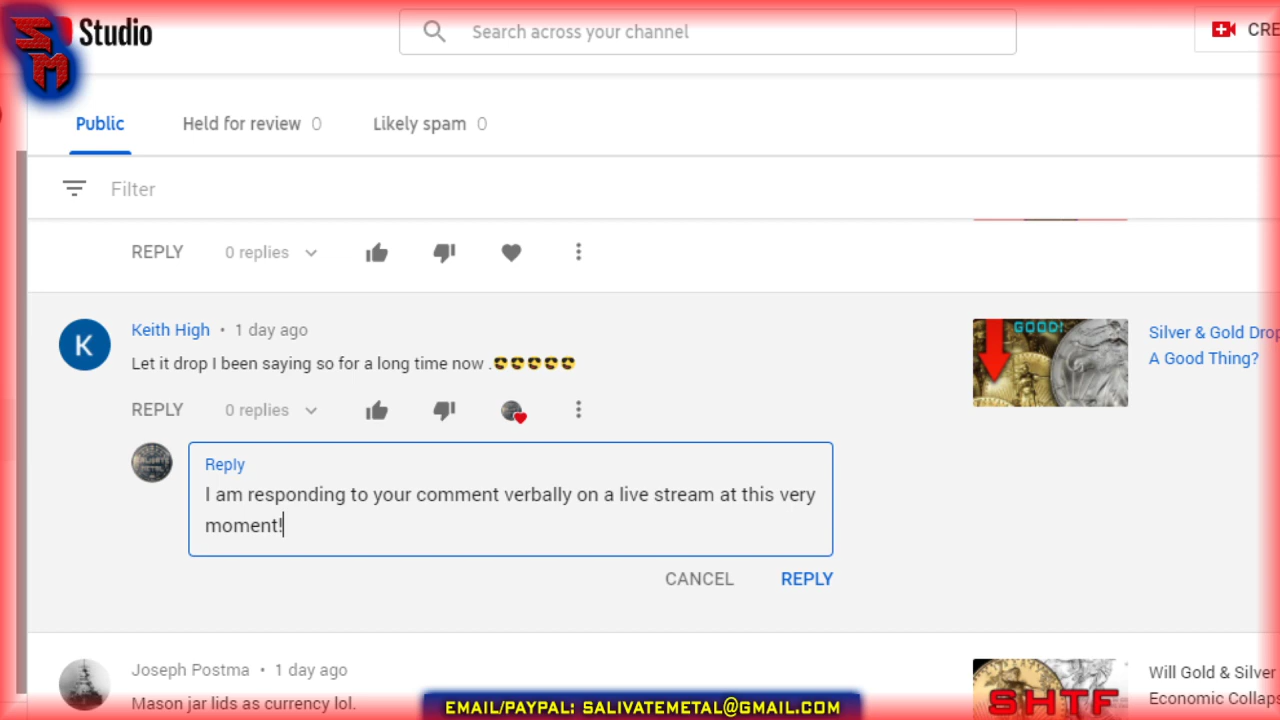 SM
Studio
Search across your channel
CRE
Public
Held for review 0
Likely spam 0
Filter
REPLY
0 replies
Keith High • 1 day ago
Let it drop I been saying so for a long time now .😎😎😎😎😎
GOOD!
Silver & Gold Drop
A Good Thing?
REPLY
0 replies
K
Reply
I am responding to your comment verbally on a live stream at this very
moment!
CANCEL
REPLY
Joseph Postma • 1 day ago
Mason jar lids as currency lol.
SHTF
Will Gold & Silver
Economic Collaps
EMAIL/PAYPAL: SALIVATEMETAL@GMAIL.COM